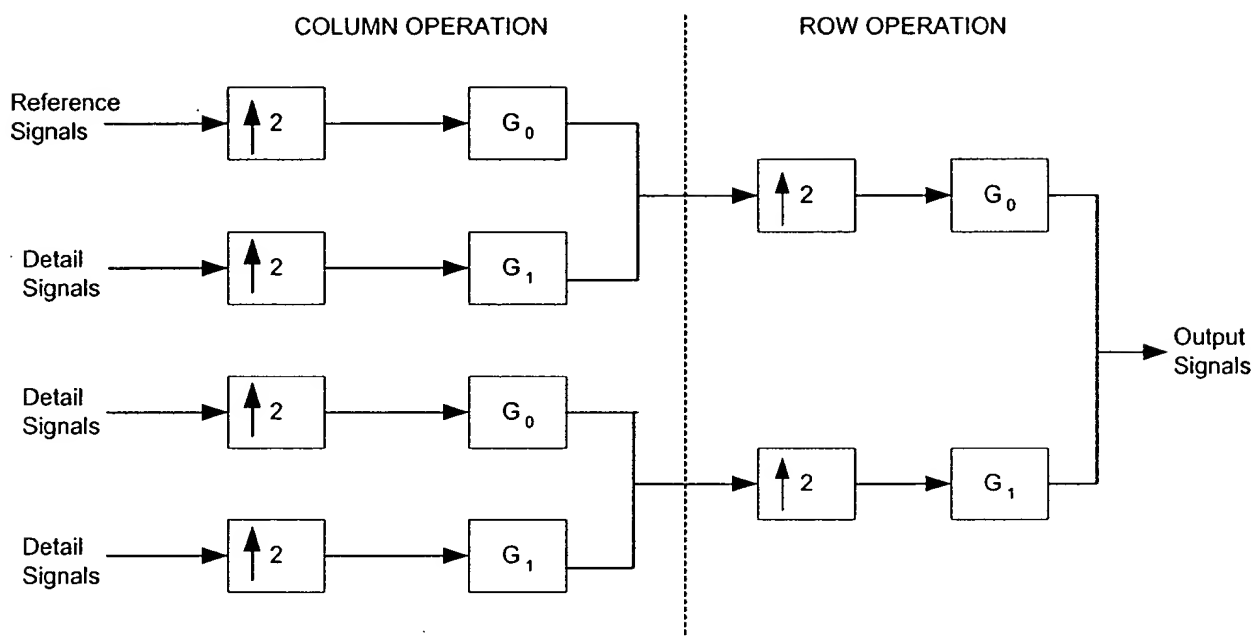 COLUMN OPERATION
ROW OPERATION
Reference
Signals
↑ 2
G₀
Detail
Signals
↑ 2
G₁
↑ 2
G₀
Detail
Signals
↑ 2
G₀
Detail
Signals
↑ 2
G₁
↑ 2
G₁
Output
Signals